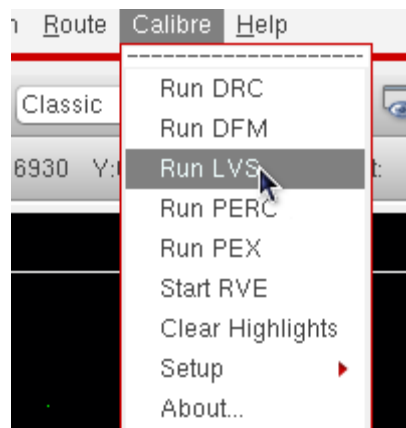 Route Calibre Help
Classic
6930 Y:
Run DRC
Run DFM
Run LVS
Run PERC
Run PEX
Start RVE
Clear Highlights
Setup
About...